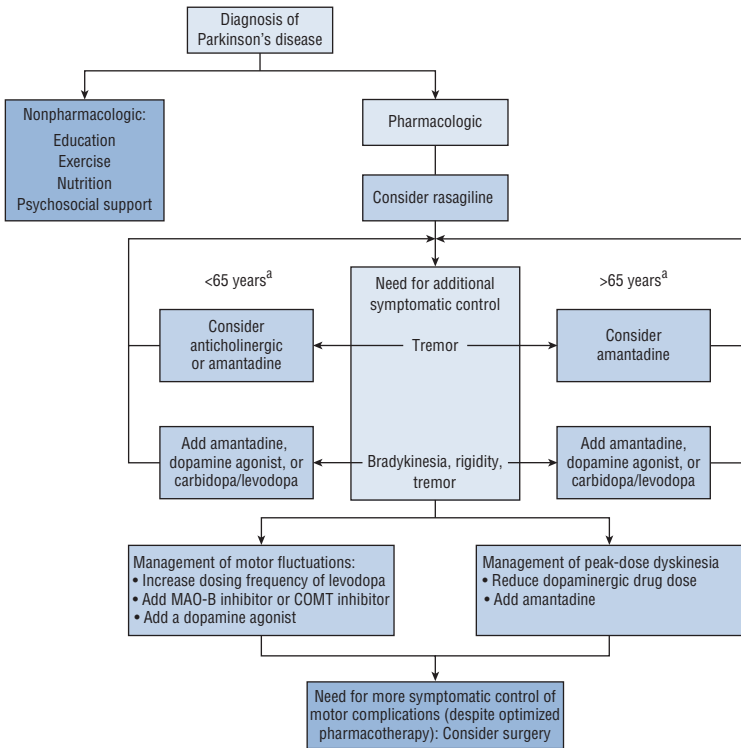 Diagnosis of
Parkinson’s disease
Nonpharmacologic:
Education
Exercise
Nutrition
Psychosocial support
Pharmacologic
Consider rasagiline
<65 yearsᵃ
Need for additional
symptomatic control
>65 yearsᵃ
Consider
anticholinergic
or amantadine
Tremor
Consider
amantadine
Add amantadine,
dopamine agonist, or
carbidopa/levodopa
Bradykinesia, rigidity,
tremor
Add amantadine,
dopamine agonist, or
carbidopa/levodopa
Management of motor fluctuations:
• Increase dosing frequency of levodopa
• Add MAO-B inhibitor or COMT inhibitor
• Add a dopamine agonist
Management of peak-dose dyskinesia
• Reduce dopaminergic drug dose
• Add amantadine
Need for more symptomatic control of
motor complications (despite optimized
pharmacotherapy): Consider surgery